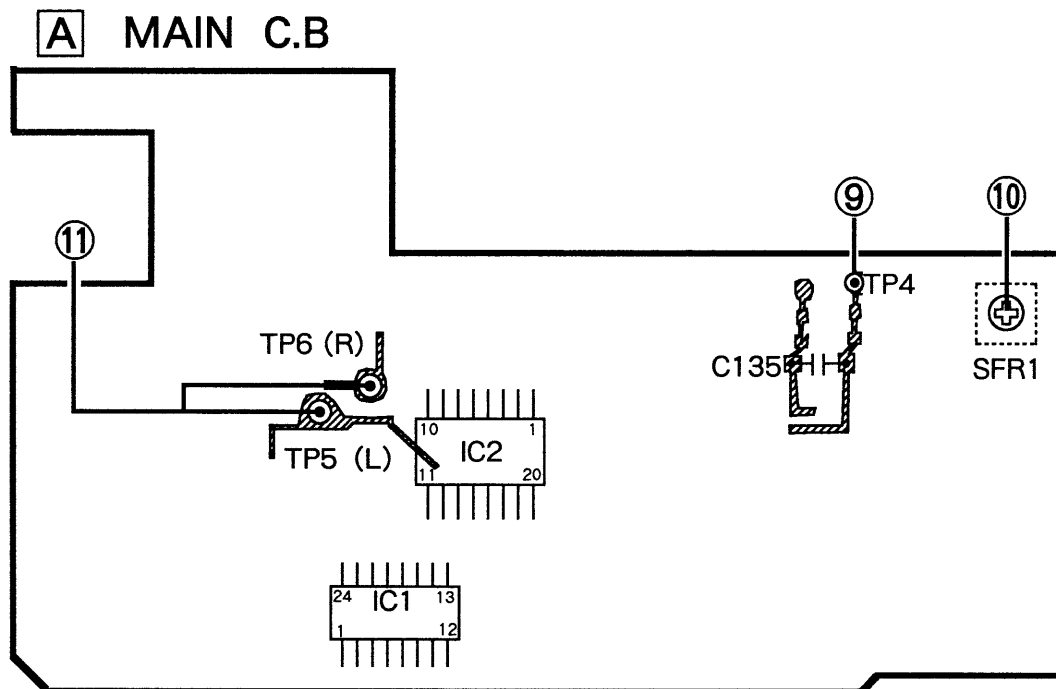 A MAIN C.B
⑨ ⑩
⑪
TP4
TP6 (R)
C135
SFR1
10 1
IC2
TP5 (L)
11 20
24 IC1 13
1 12